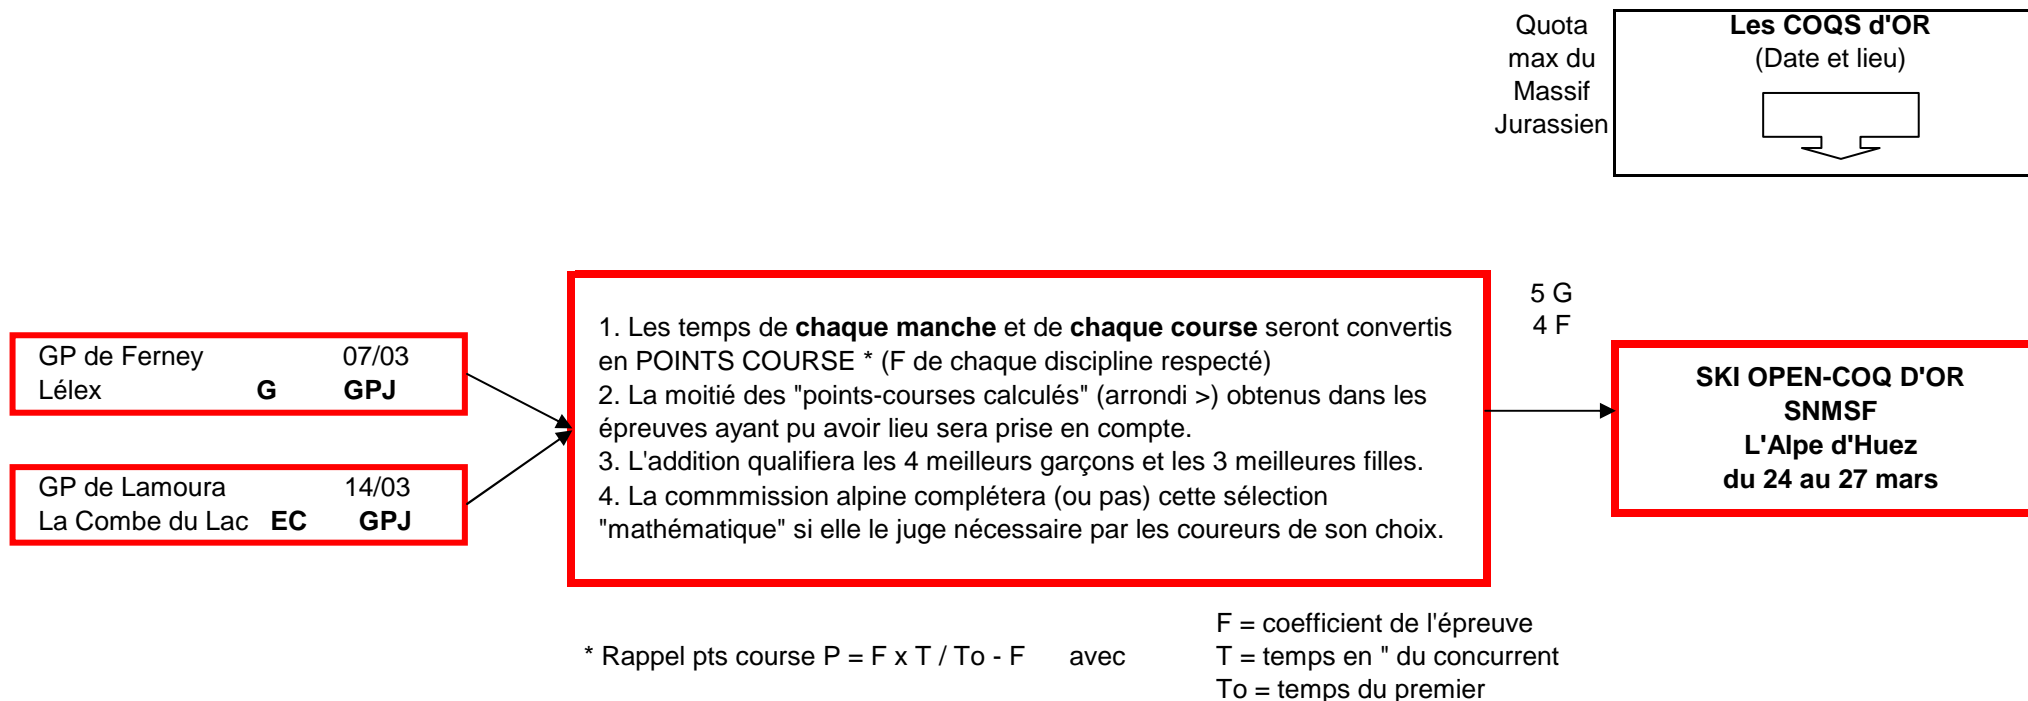 Quota
max du
Massif
Jurassien
Les COQS d'OR
(Date et lieu)
5 G
4 F
GP de Ferney 07/03
Lélex G GPJ
GP de Lamoura 14/03
La Combe du Lac EC GPJ
1. Les temps de chaque manche et de chaque course seront convertis
en POINTS COURSE * (F de chaque discipline respecté)
2. La moitié des "points-courses calculés" (arrondi >) obtenus dans les
épreuves ayant pu avoir lieu sera prise en compte.
3. L'addition qualifiera les 4 meilleurs garçons et les 3 meilleures filles.
4. La commmission alpine complétera (ou pas) cette sélection
"mathématique" si elle le juge nécessaire par les coureurs de son choix.
SKI OPEN-COQ D'OR
SNMSF
L'Alpe d'Huez
du 24 au 27 mars
* Rappel pts course P = F x T / To - F avec
F = coefficient de l'épreuve
T = temps en " du concurrent
To = temps du premier